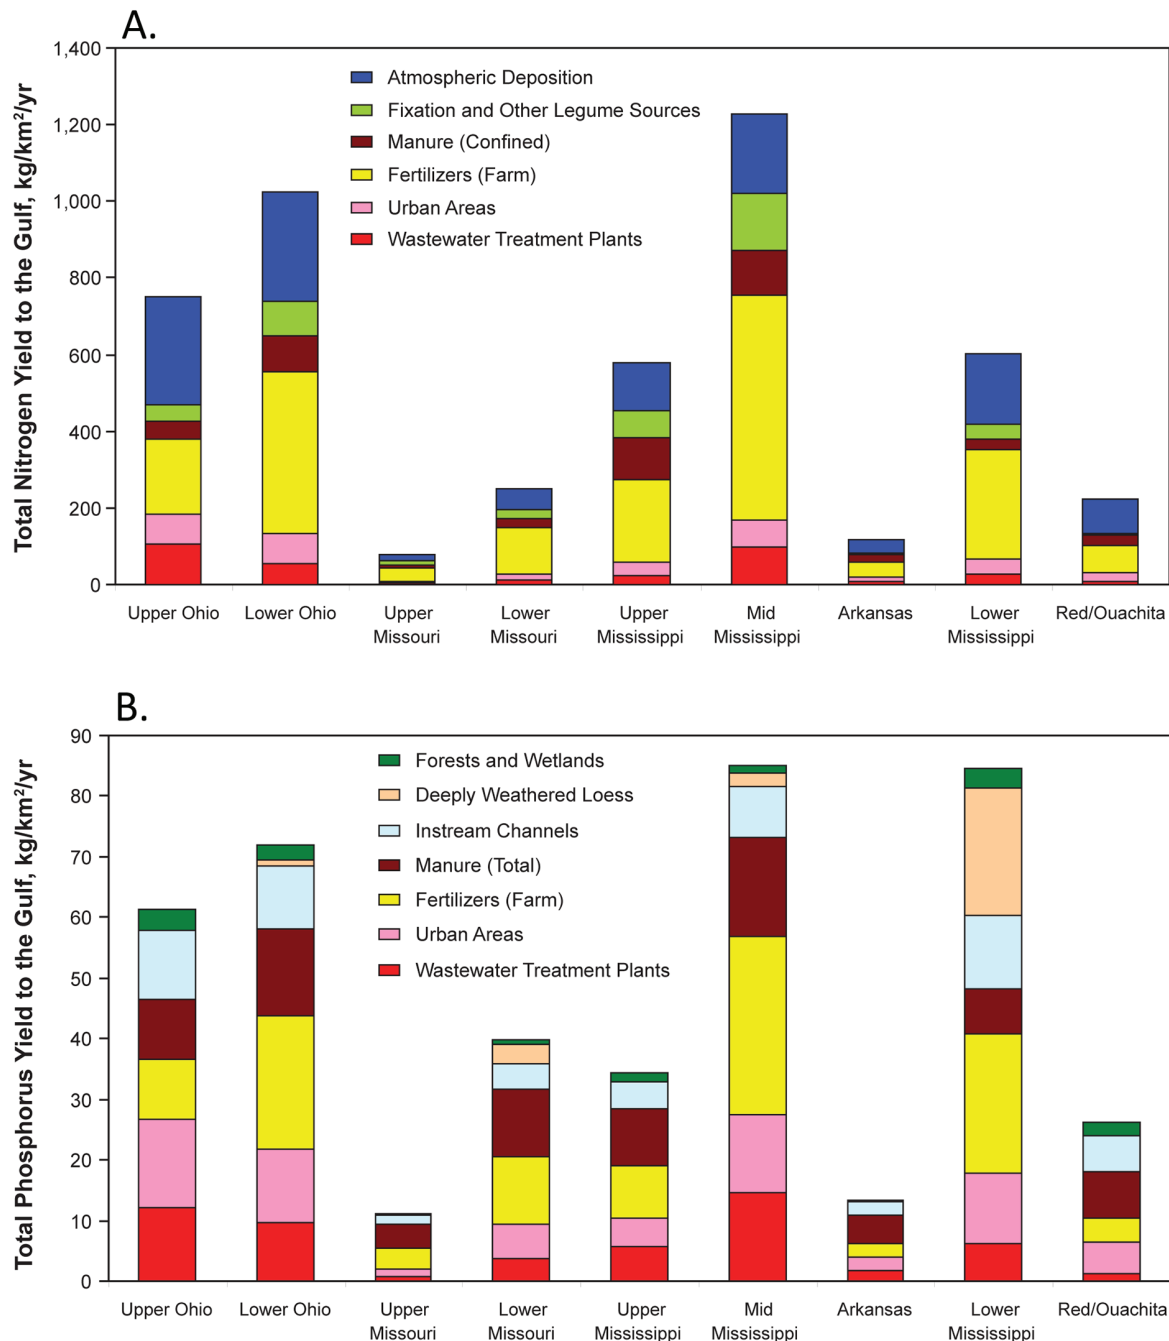 A.
Total Nitrogen Yield to the Gulf, kg/km²/yr
1,400
1,200
1,000
800
600
400
200
0
Atmospheric Deposition
Fixation and Other Legume Sources
Manure (Confined)
Fertilizers (Farm)
Urban Areas
Wastewater Treatment Plants
Upper Ohio
Lower Ohio
Upper
Missouri
Lower
Missouri
Upper
Mississippi
Mid
Mississippi
Arkansas
Lower
Mississippi
Red/Ouachita
B.
Total Phosphorus Yield to the Gulf, kg/km²/yr
90
80
70
60
50
40
30
20
10
0
Forests and Wetlands
Deeply Weathered Loess
Instream Channels
Manure (Total)
Fertilizers (Farm)
Urban Areas
Wastewater Treatment Plants
Upper Ohio
Lower Ohio
Upper
Missouri
Lower
Missouri
Upper
Mississippi
Mid
Mississippi
Arkansas
Lower
Mississippi
Red/Ouachita